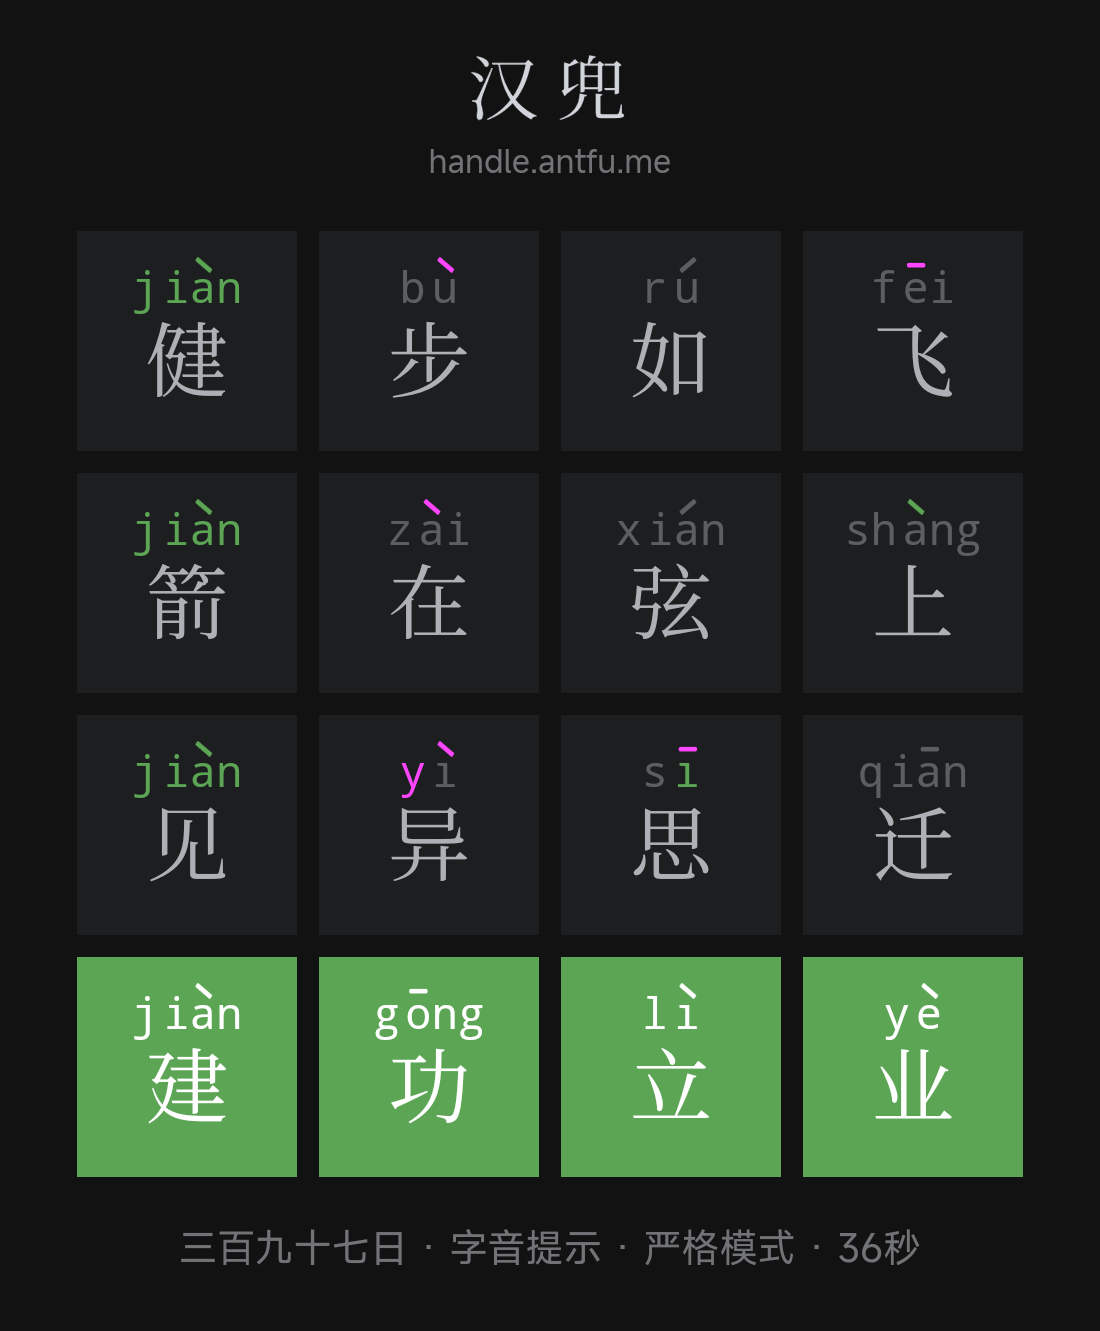 汉兜
handle.antfu.me
jiàn bù rú fēi
健 步 如 飞
jiàn zài xián shàng
箭 在 弦 上
jiàn yì sī qiān
见 异 思 迁
jiàn gōng lì yè
建 功 立 业
三百九十七日 · 字音提示 · 严格模式 · 36秒